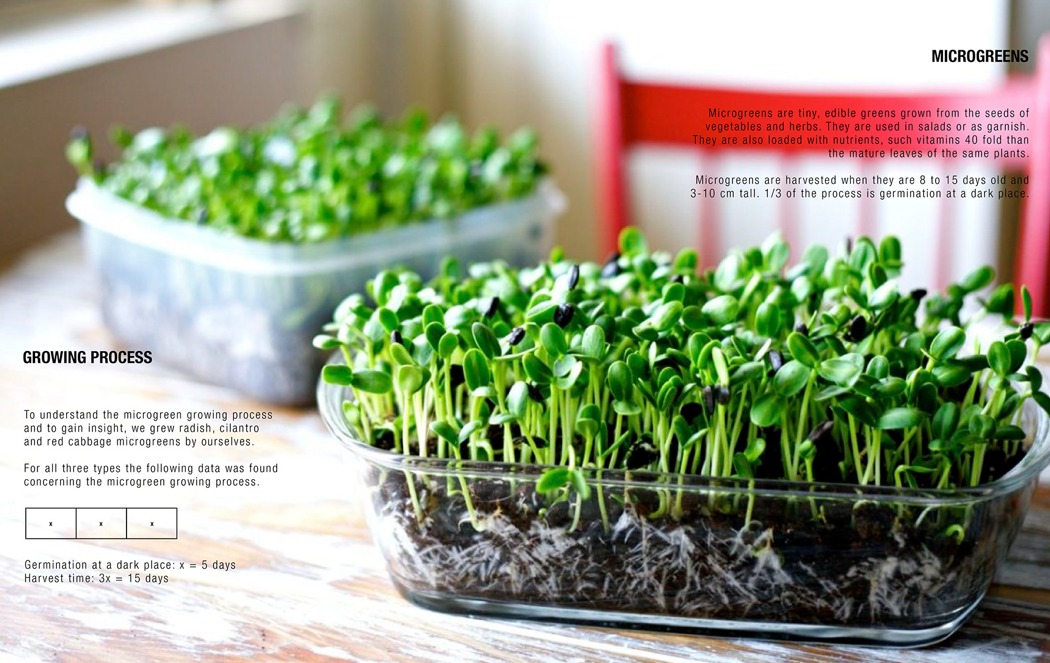 MICROGREENS
Microgreens are tiny, edible greens grown from the seeds of
vegetables and herbs. They are used in salads or as garnish.
They are also loaded with nutrients, such vitamins 40 fold than
the mature leaves of the same plants.
Microgreens are harvested when they are 8 to 15 days old and
3-10 cm tall. 1/3 of the process is germination at a dark place.
GROWING PROCESS
To understand the microgreen growing process
and to gain insight, we grew radish, cilantro
and red cabbage microgreens by ourselves.
For all three types the following data was found
concerning the microgreen growing process.
x x x
Germination at a dark place: x = 5 days
Harvest time: 3x = 15 days